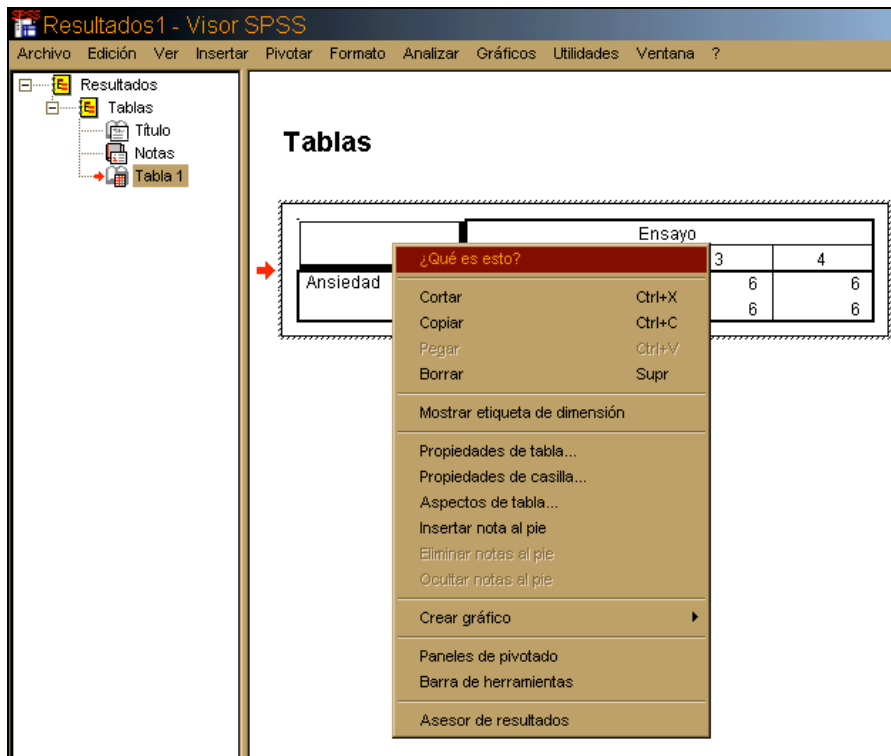 Resultados1 - Visor SPSS
Archivo Edición Ver Insertar Pivotar Formato Analizar Gráficos Utilidades Ventana ?
Resultados
Tablas
Título
Notas
Tabla 1
Tablas
Ensayo
3 4
Ansiedad 6 6
6 6
¿Qué es esto?
Cortar Ctrl+X
Copiar Ctrl+C
Pegar Ctrl+V
Borrar Supr
Mostrar etiqueta de dimensión
Propiedades de tabla...
Propiedades de casilla...
Aspectos de tabla...
Insertar nota al pie
Eliminar notas al pie
Ocultar notas al pie
Crear gráfico
Paneles de pivotado
Barra de herramientas
Asesor de resultados